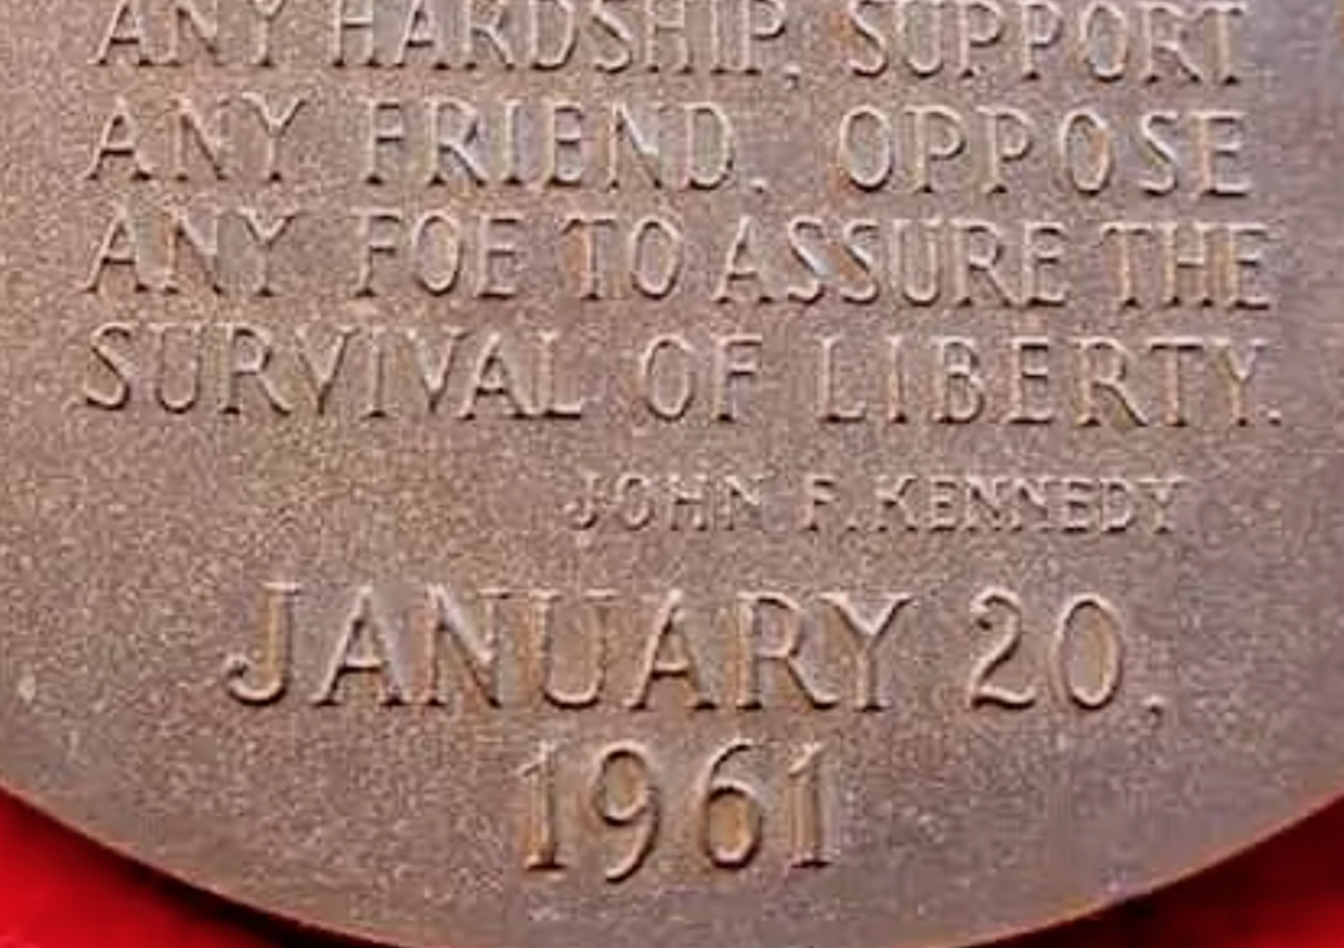 ANY HARDSHIP, SUPPORT
ANY FRIEND, OPPOSE
ANY FOE TO ASSURE THE
SURVIVAL OF LIBERTY.
JOHN F. KENNEDY
JANUARY 20,
1961